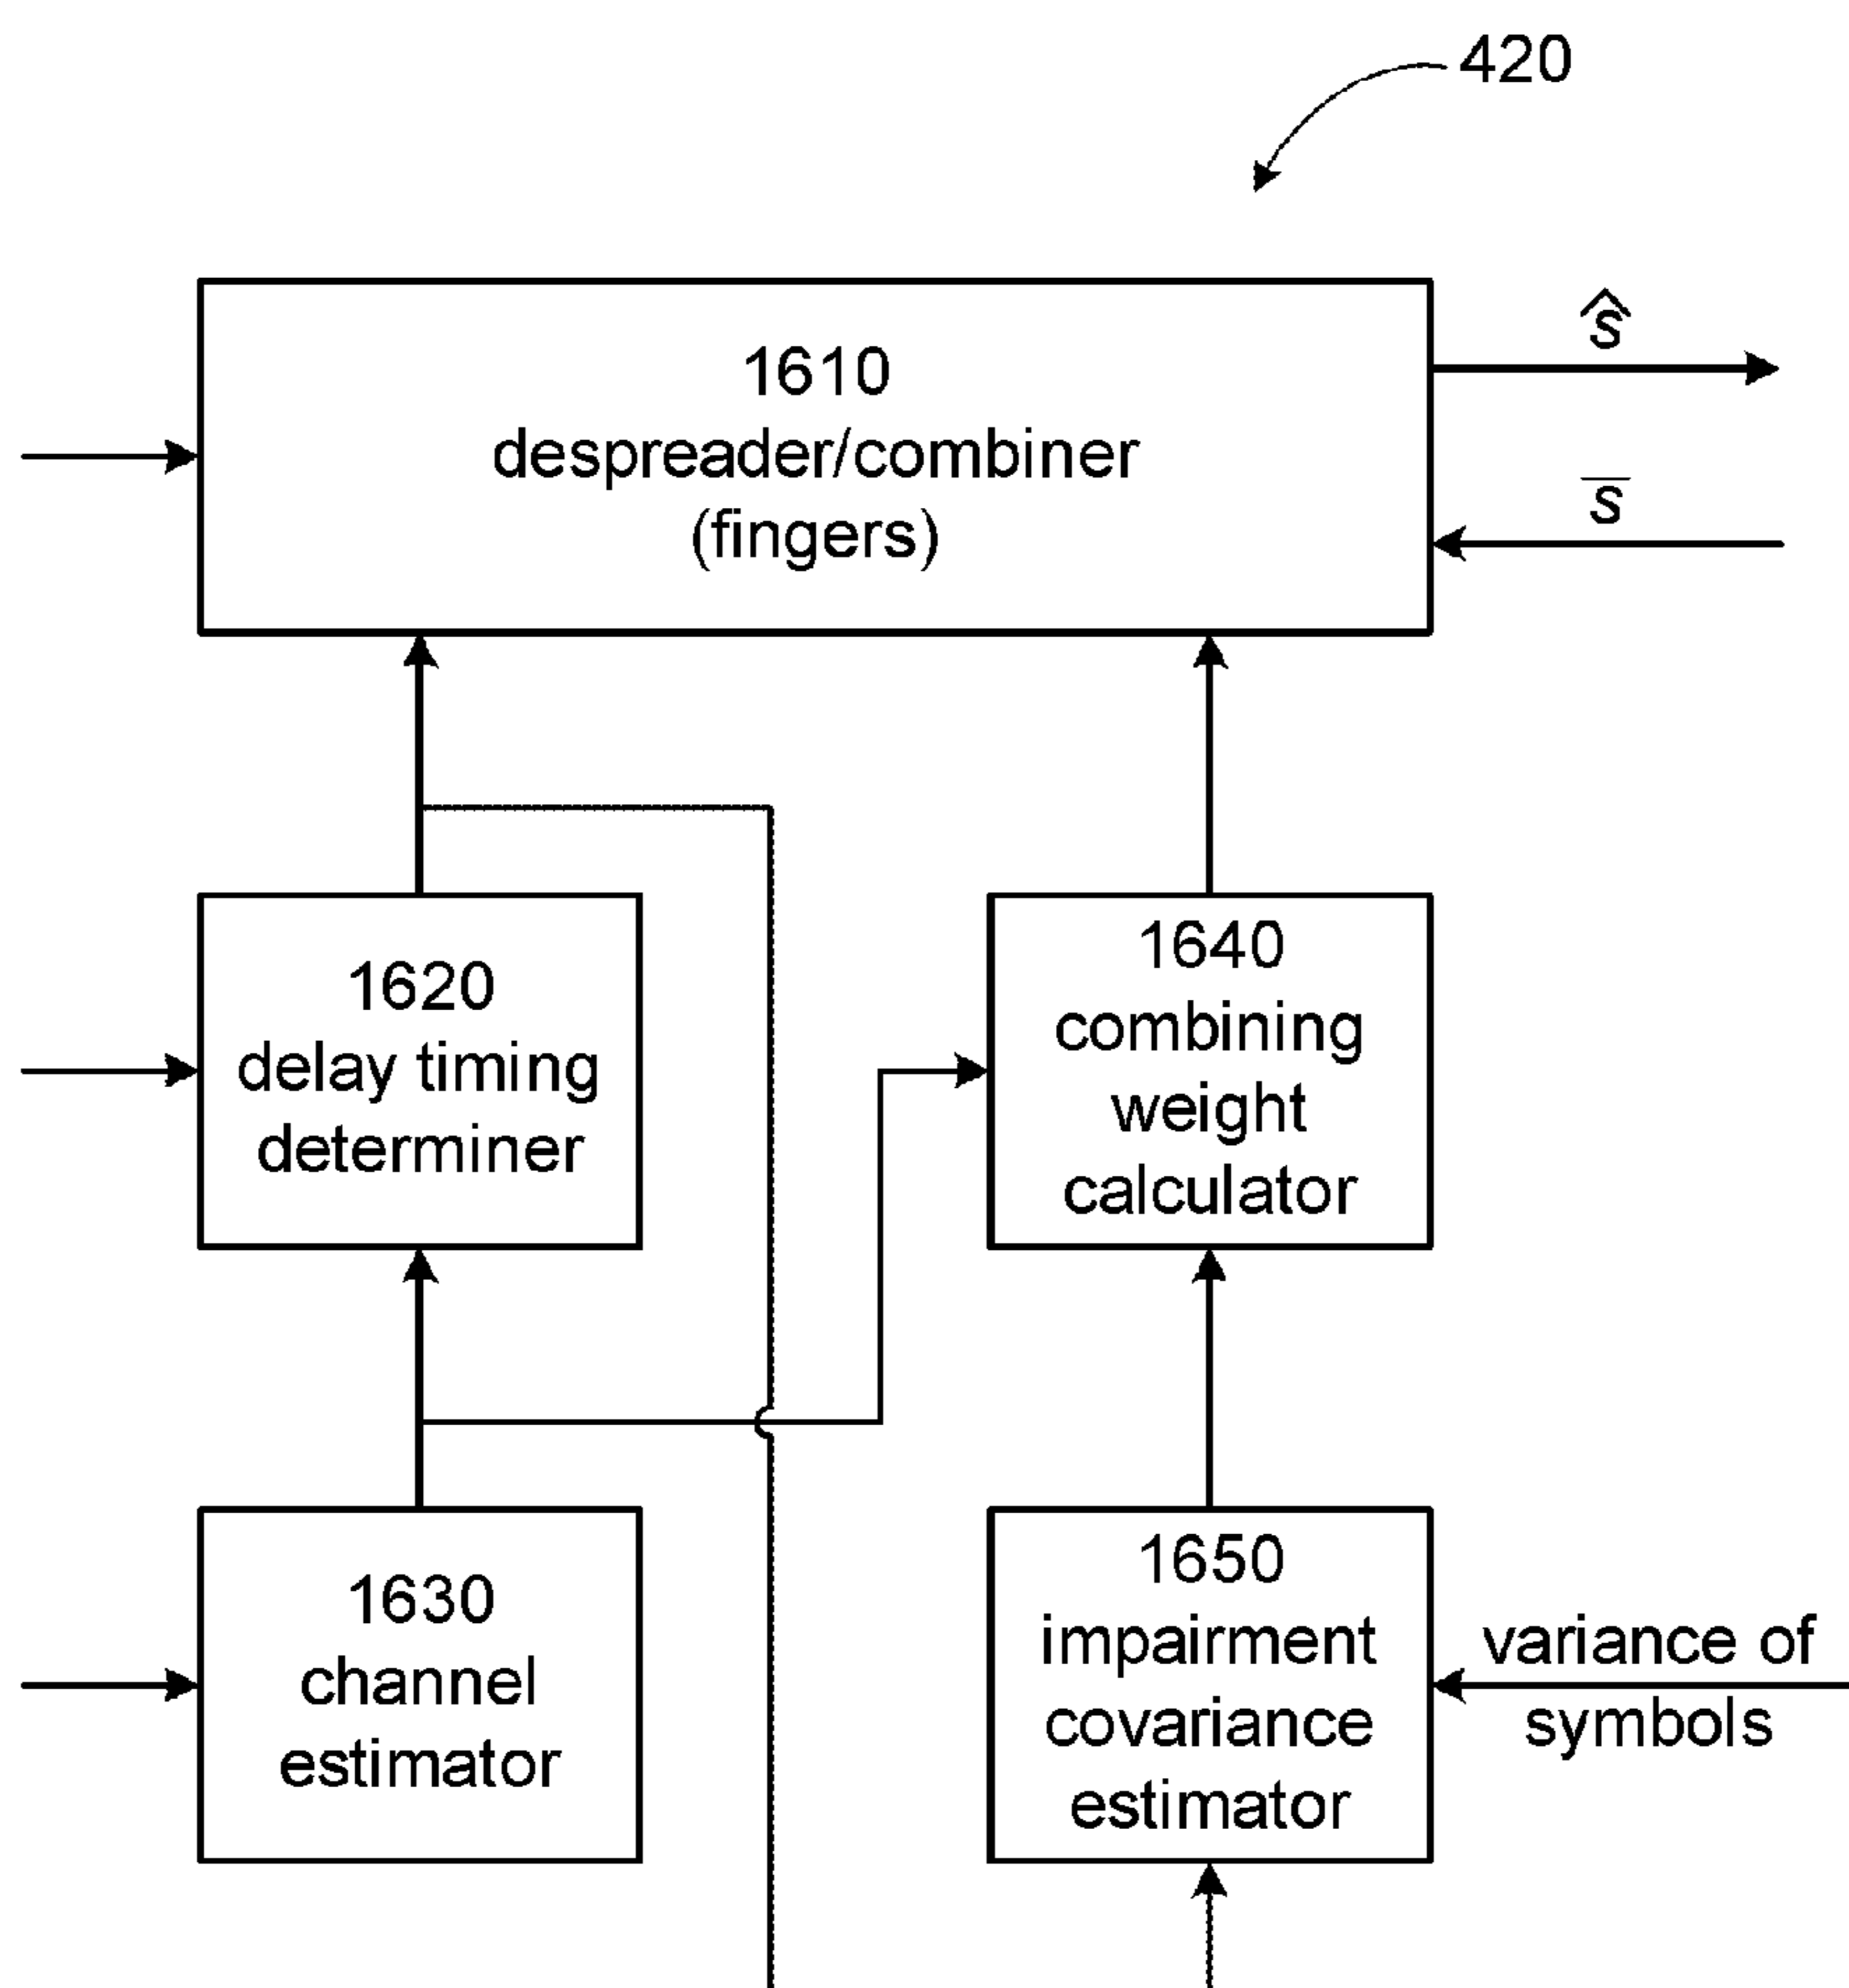 420
1610
despreader/combiner
(fingers)
ŝ
s̅
1620
delay timing
determiner
1640
combining
weight
calculator
1630
channel
estimator
1650
impairment
covariance
estimator
variance of
symbols